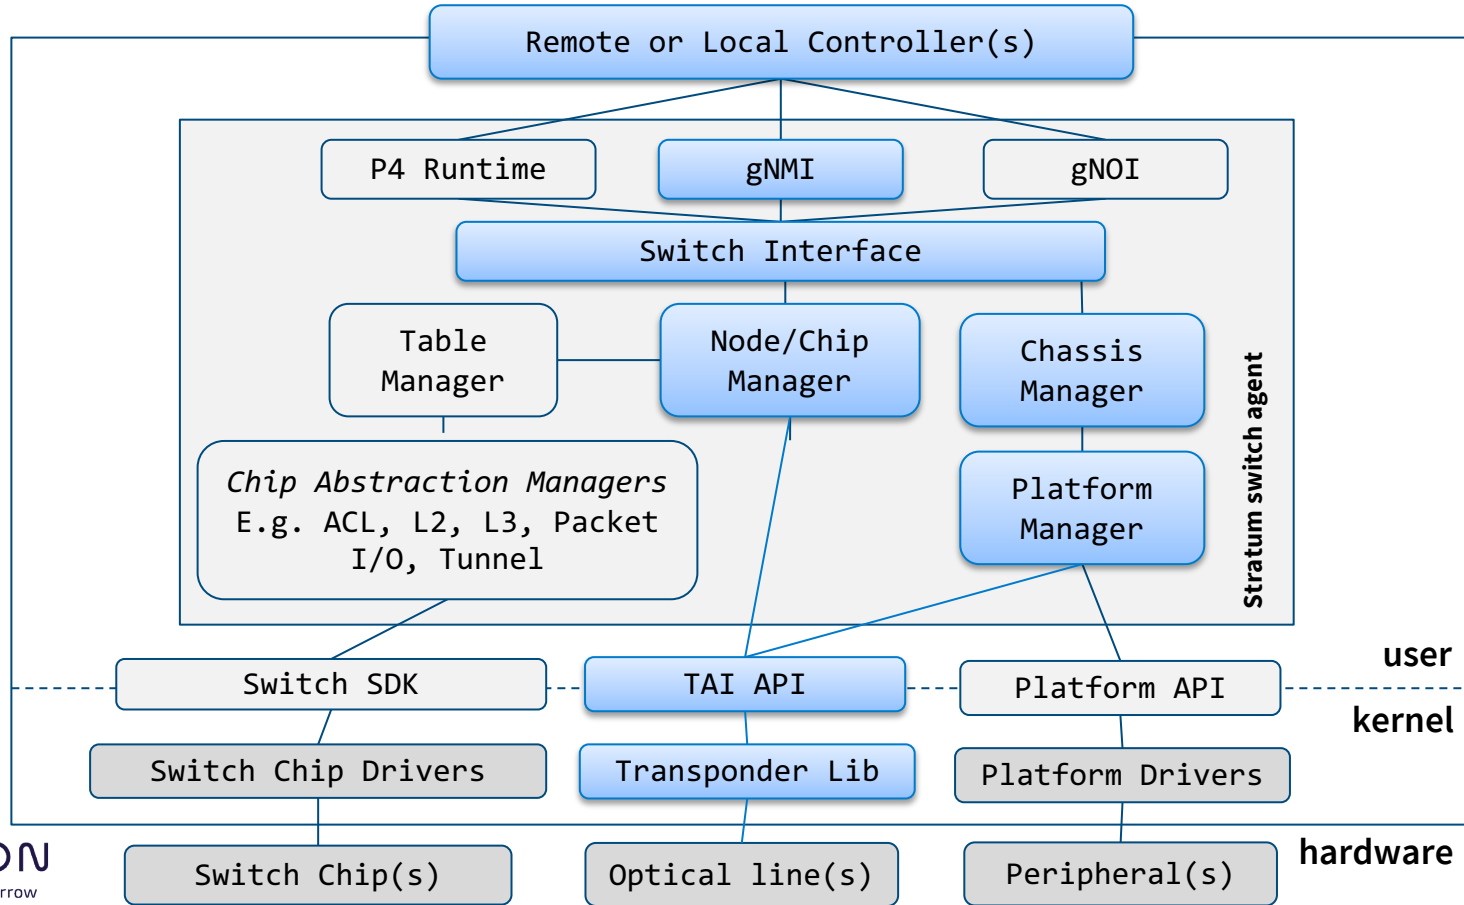 Remote or Local Controller(s)
P4 Runtime
gNMI
gNOI
Switch Interface
Table
Manager
Node/Chip
Manager
Chassis
Manager
Chip Abstraction Managers
E.g. ACL, L2, L3, Packet
I/O, Tunnel
Platform
Manager
Stratum switch agent
user
Switch SDK
TAI API
Platform API
kernel
Switch Chip Drivers
Transponder Lib
Platform Drivers
hardware
Switch Chip(s)
Optical line(s)
Peripheral(s)